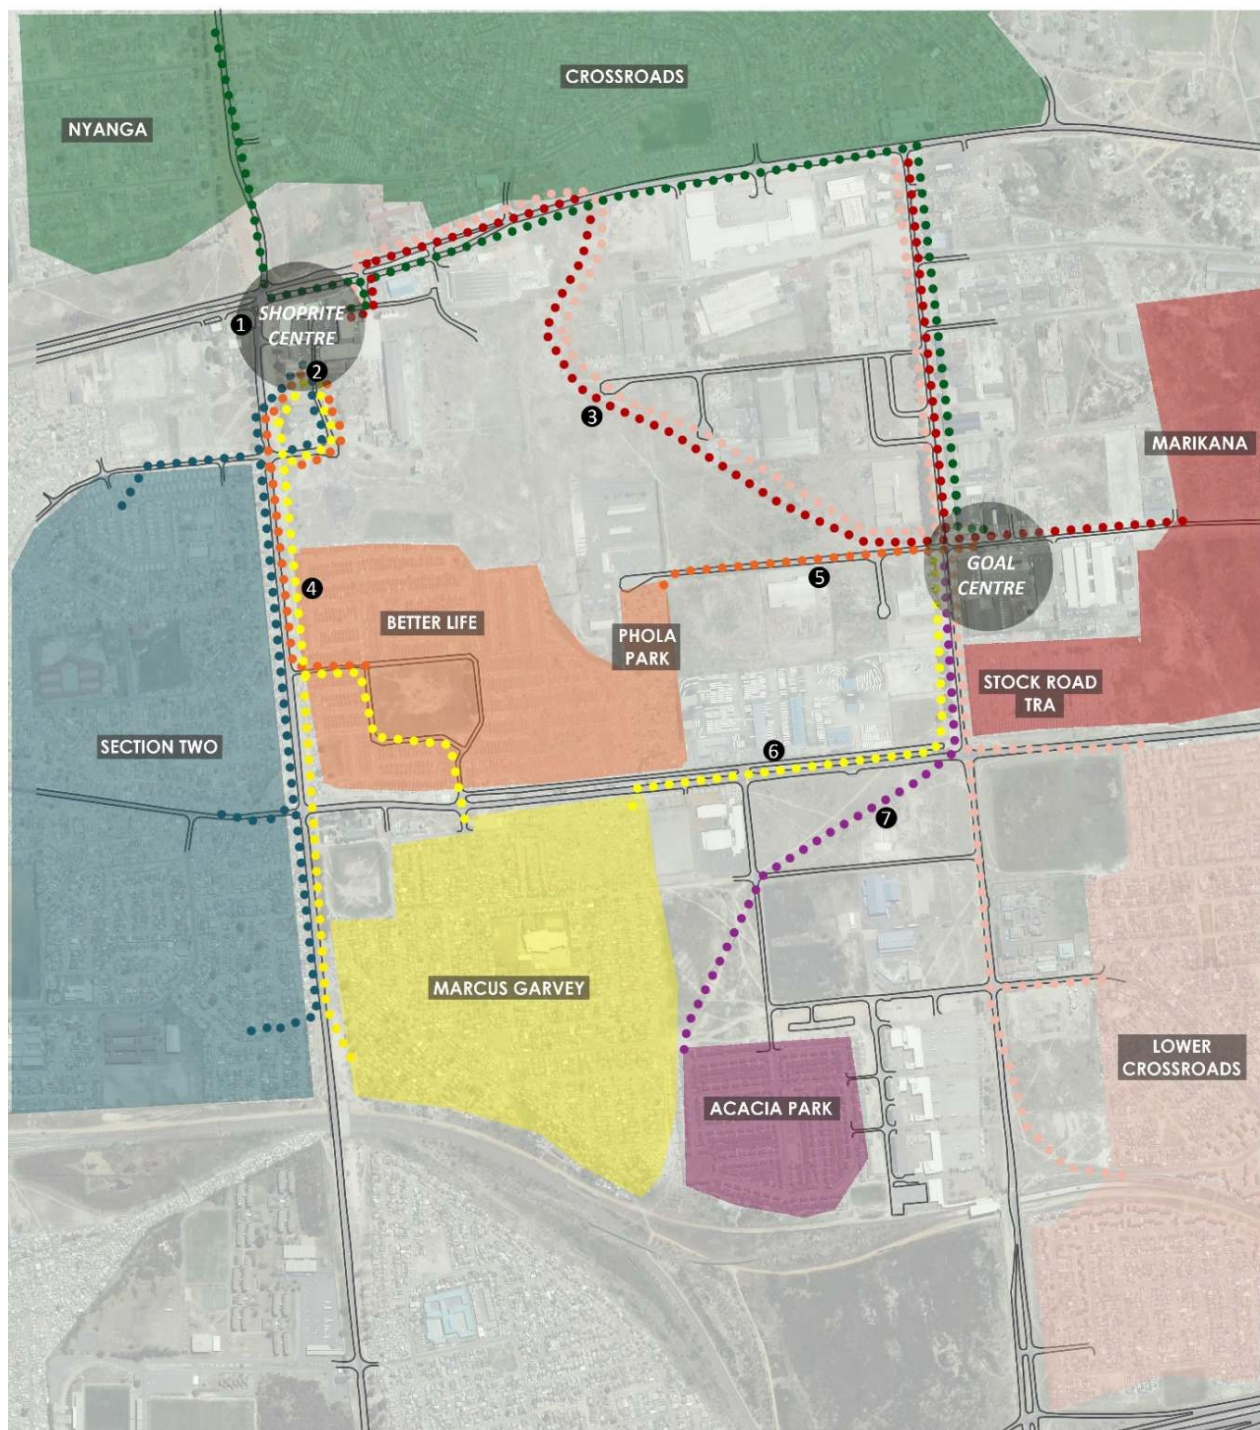 CROSSROADS
NYANGA
1
SHOPRITE
CENTRE
2
3
MARIKANA
4
5
GOAL
CENTRE
BETTER LIFE
PHOLA
PARK
STOCK ROAD
TRA
SECTION TWO
6
7
MARCUS GARVEY
LOWER
CROSSROADS
ACACIA PARK